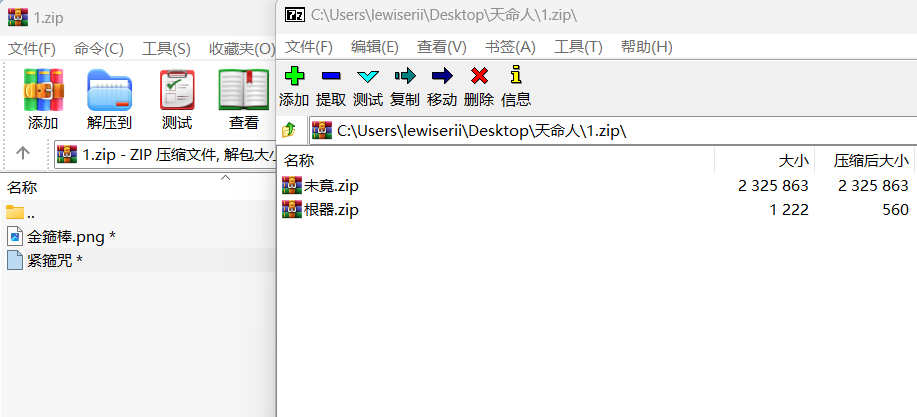 1.zip
文件(F) 命令(C) 工具(S) 收藏夹(O)
添加 解压到 测试 查看
1.zip - ZIP 压缩文件, 解包大小
名称
..
金箍棒.png *
紧箍咒 *
C:\Users\lewiserii\Desktop\天命人\1.zip\
文件(F) 编辑(E) 查看(V) 书签(A) 工具(T) 帮助(H)
添加 提取 测试 复制 移动 删除 信息
C:\Users\lewiserii\Desktop\天命人\1.zip\
名称 大小 压缩后大小
未竟.zip 2 325 863 2 325 863
根器.zip 1 222 560